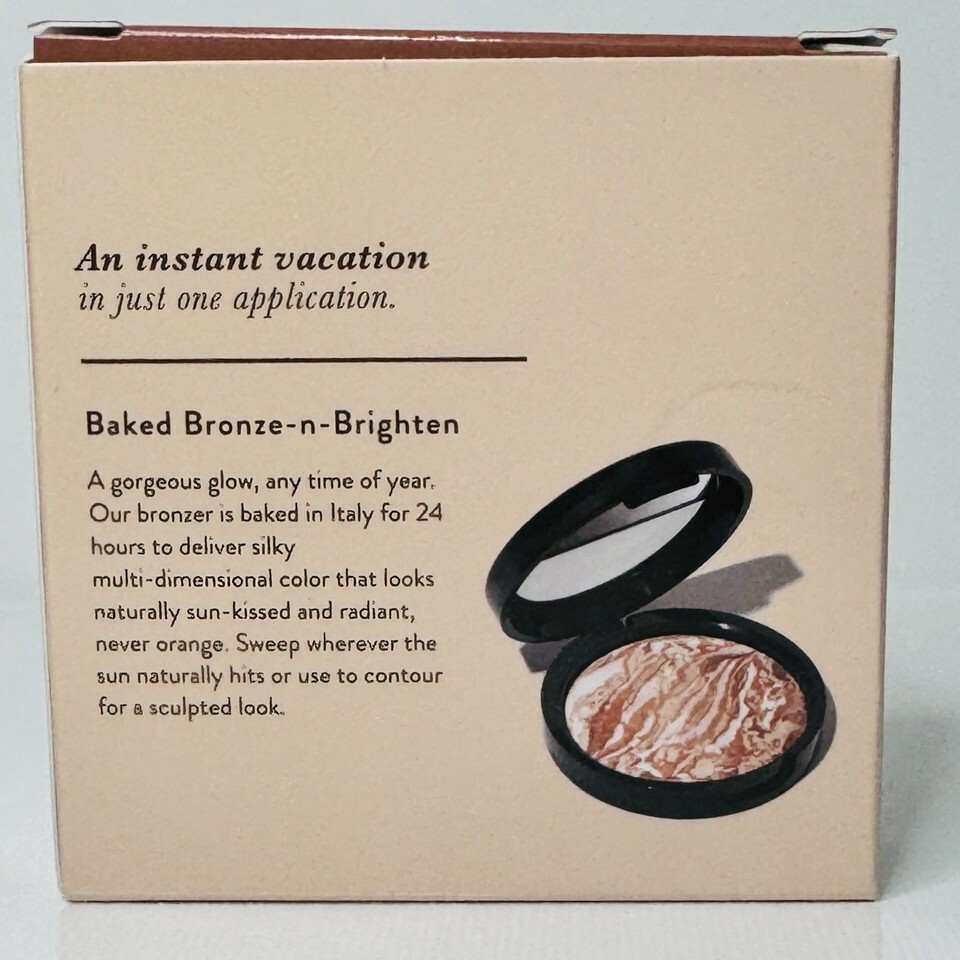 An instant vacation
in just one application.
Baked Bronze-n-Brighten
A gorgeous glow, any time of year.
Our bronzer is baked in Italy for 24
hours to deliver silky
multi-dimensional color that looks
naturally sun-kissed and radiant,
never orange. Sweep wherever the
sun naturally hits or use to contour
for a sculpted look.